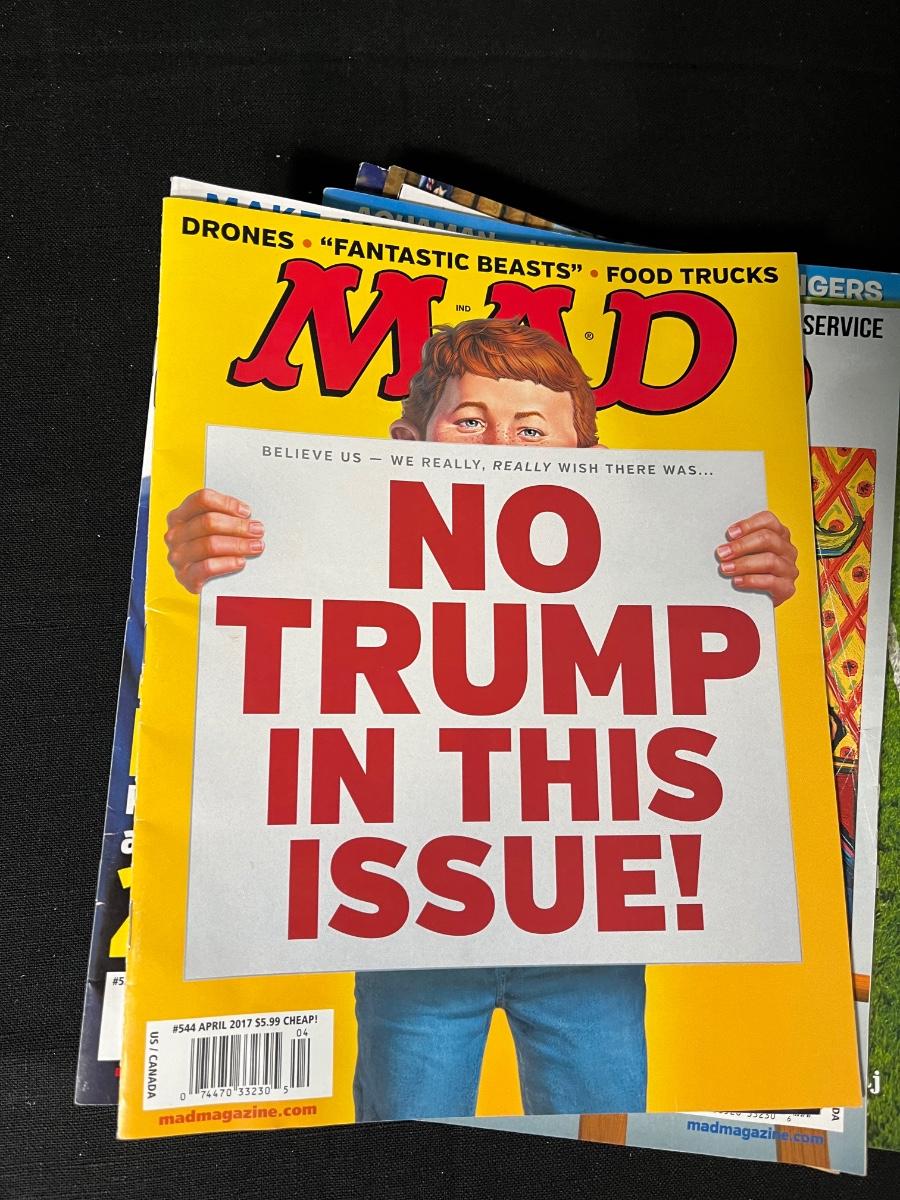 AQUAMAN
NGERS
SERVICE
DRONES • “FANTASTIC BEASTS” • FOOD TRUCKS
MAD
IND
®
BELIEVE US — WE REALLY, REALLY WISH THERE WAS...
NO
TRUMP
IN THIS
ISSUE!
#544 APRIL 2017 $5.99 CHEAP!
04
US / CANADA
0 74470 33230 5
madmagazine.com
madmagazine.com